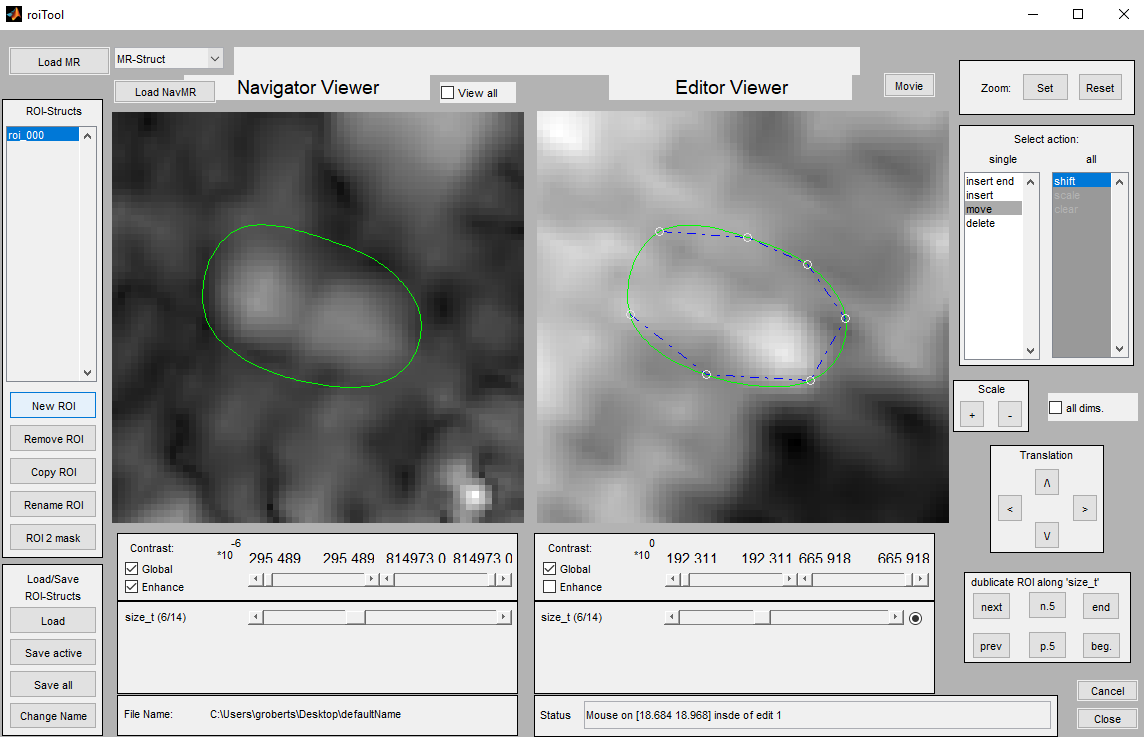 roiTool
Load MR
MR-Struct
Load NavMR
Navigator Viewer
View all
Editor Viewer
Movie
Zoom:
Set
Reset
ROI-Structs
roi_000
New ROI
Remove ROI
Copy ROI
Rename ROI
ROI 2 mask
Load/Save
ROI-Structs
Load
Save active
Save all
Change Name
Select action:
single
all
insert end
insert
move
delete
shift
scale
clear
Scale
+
-
all dims.
Translation
/\
<
>
\/
Contrast:
-6
*10
295 489
295 489
814973 0
814973 0
Global
Enhance
size_t (6/14)
Contrast:
0
*10
192 311
192 311
665 918
665 918
Global
Enhance
size_t (6/14)
dublicate ROI along 'size_t'
next
n.5
end
prev
p.5
beg.
File Name:
C:\Users\groberts\Desktop\defaultName
Status
Mouse on [18.684 18.968] insde of edit 1
Cancel
Close